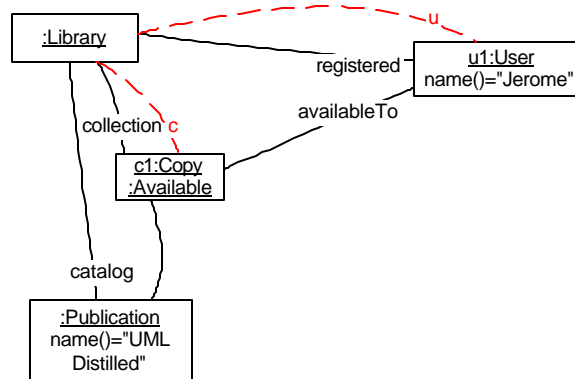 u
:Library
u1:User
name()="Jerome"
registered
availableTo
collection
c
c1:Copy
:Available
catalog
:Publication
name()="UML
Distilled"